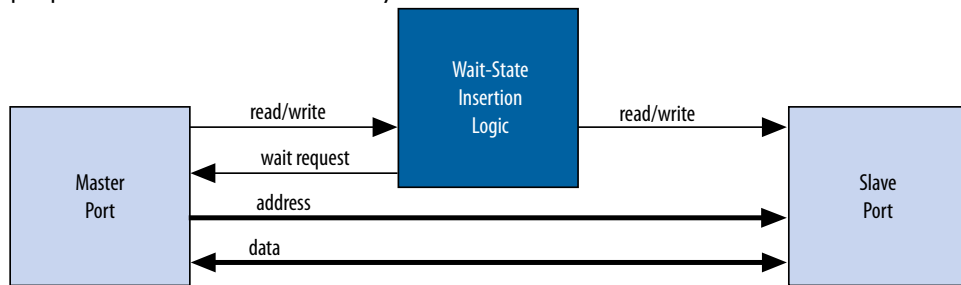 Wait-State
Insertion
Logic
read/write
read/write
wait request
Master
Port
Slave
Port
address
data